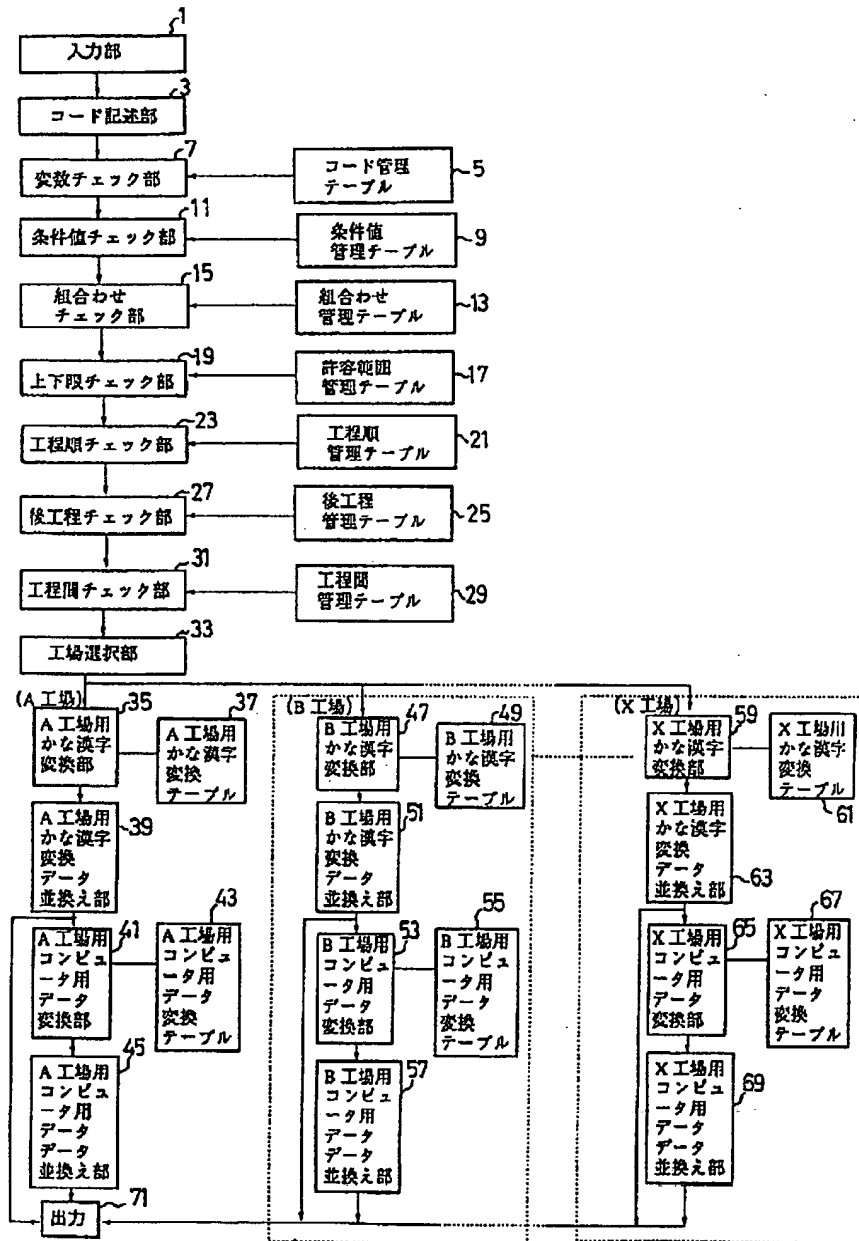 1
入力部
3
コード記述部
7
変数チェック部
コード管理
テーブル
5
11
条件値チェック部
条件値
管理テーブル
9
15
組合わせ
チェック部
組合わせ
管理テーブル
13
19
上下限チェック部
許容範囲
管理テーブル
17
23
工程順チェック部
工程順
管理テーブル
21
27
後工程チェック部
後工程
管理テーブル
25
31
工程間チェック部
工程間
管理テーブル
29
33
工場選択部
(A 工場)
35
A 工場用
かな漢字
変換部
37
A 工場用
かな漢字
変換
テーブル
39
A 工場用
かな漢字
変換
データ
並換え部
41
A 工場用
コンピュ
ータ用
データ
変換部
43
A 工場用
コンピュ
ータ用
データ
変換
テーブル
45
A 工場用
コンピュ
ータ用
データ
データ
並換え部
71
出力
(B 工場)
47
B 工場用
かな漢字
変換部
49
B 工場用
かな漢字
変換
テーブル
51
B 工場用
かな漢字
変換
データ
並換え部
53
B 工場用
コンピュ
ータ用
データ
変換部
55
B 工場用
コンピュ
ータ用
データ
変換
テーブル
57
B 工場用
コンピュ
ータ用
データ
データ
並換え部
(X 工場)
59
X 工場用
かな漢字
変換部
X 工場用
かな漢字
変換
テーブル
61
X 工場用
かな漢字
変換
データ
並換え部
63
65
X 工場用
コンピュ
ータ用
データ
変換部
67
X 工場用
コンピュ
ータ用
データ
変換
テーブル
69
X 工場用
コンピュ
ータ用
データ
データ
並換え部